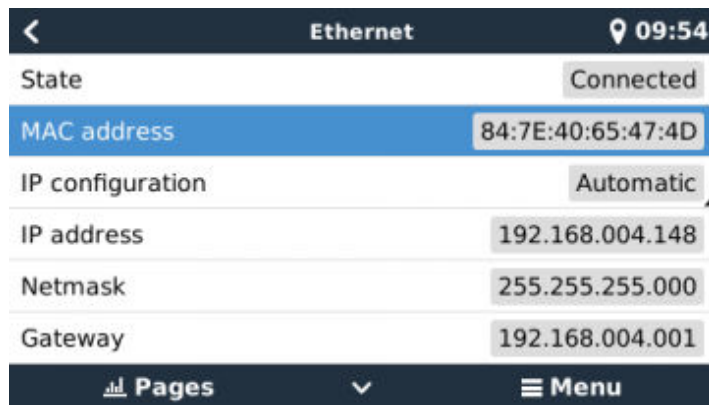 Ethernet 09:54
State Connected
MAC address 84:7E:40:65:47:4D
IP configuration Automatic
IP address 192.168.004.148
Netmask 255.255.255.000
Gateway 192.168.004.001
Pages Menu